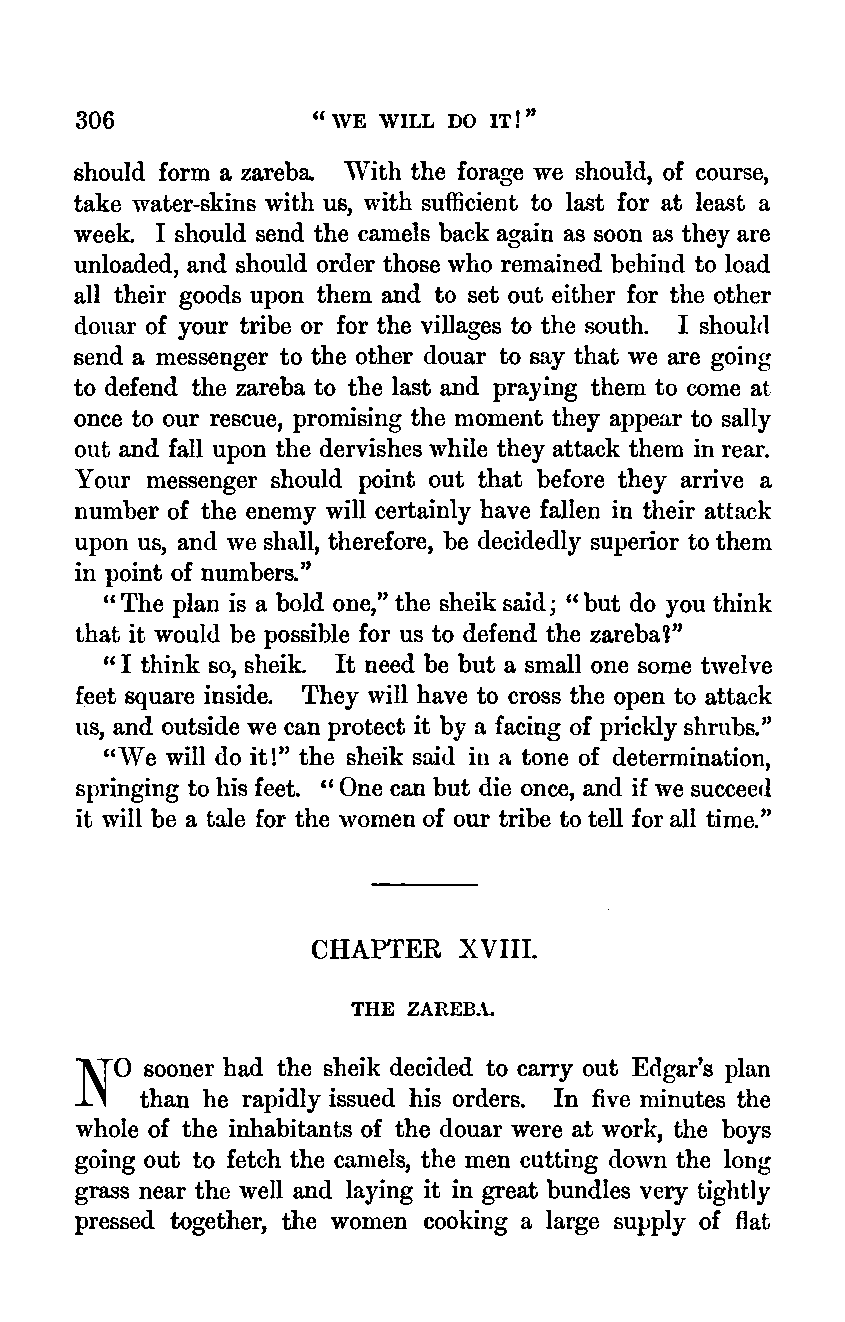 306 “WE WILL DO IT!”
should form a zareba. With the forage we should, of course,
take water-skins with us, with sufficient to last for at least a
week. I should send the camels back again as soon as they are
unloaded, and should order those who remained behind to load
all their goods upon them and to set out either for the other
douar of your tribe or for the villages to the south. I should
send a messenger to the other douar to say that we are going
to defend the zareba to the last and praying them to come at
once to our rescue, promising the moment they appear to sally
out and fall upon the dervishes while they attack them in rear.
Your messenger should point out that before they arrive a
number of the enemy will certainly have fallen in their attack
upon us, and we shall, therefore, be decidedly superior to them
in point of numbers.”
“The plan is a bold one,” the sheik said; “but do you think
that it would be possible for us to defend the zareba?”
“I think so, sheik. It need be but a small one some twelve
feet square inside. They will have to cross the open to attack
us, and outside we can protect it by a facing of prickly shrubs.”
“We will do it!” the sheik said in a tone of determination,
springing to his feet. “One can but die once, and if we succeed
it will be a tale for the women of our tribe to tell for all time.”
CHAPTER XVIII.
THE ZAREBA.
NO sooner had the sheik decided to carry out Edgar’s plan
than he rapidly issued his orders. In five minutes the
whole of the inhabitants of the douar were at work, the boys
going out to fetch the camels, the men cutting down the long
grass near the well and laying it in great bundles very tightly
pressed together, the women cooking a large supply of flat